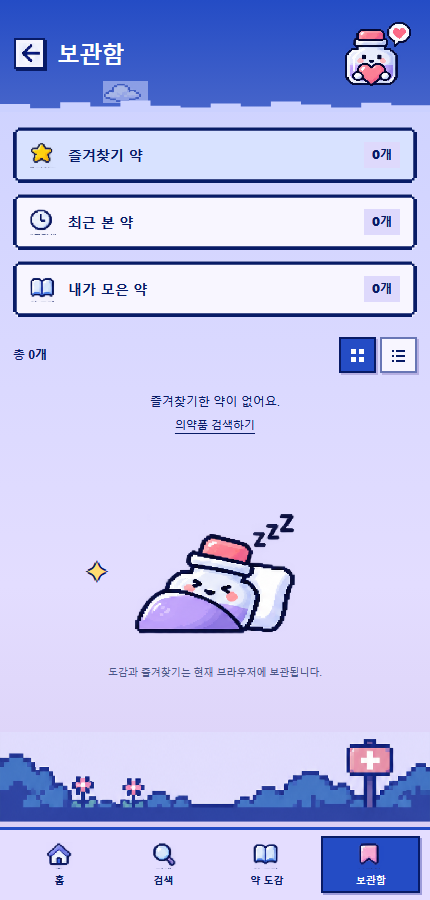 보관함
즐겨찾기 약
0개
최근 본 약
0개
내가 모은 약
0개
총 0개
즐겨찾기한 약이 없어요.
의약품 검색하기
zzZ
도감과 즐겨찾기는 현재 브라우저에 보관됩니다.
홈
검색
약 도감
보관함